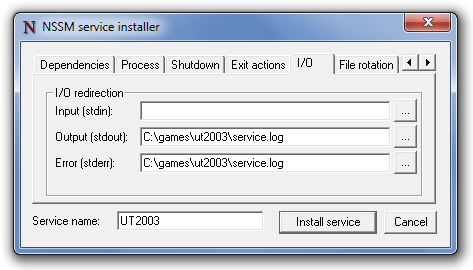 NSSM service installer
Dependencies Process Shutdown Exit actions I/O File rotation
I/O redirection
Input (stdin): ...
Output (stdout): C:\games\ut2003\service.log ...
Error (stderr): C:\games\ut2003\service.log ...
Service name: UT2003 Install service Cancel